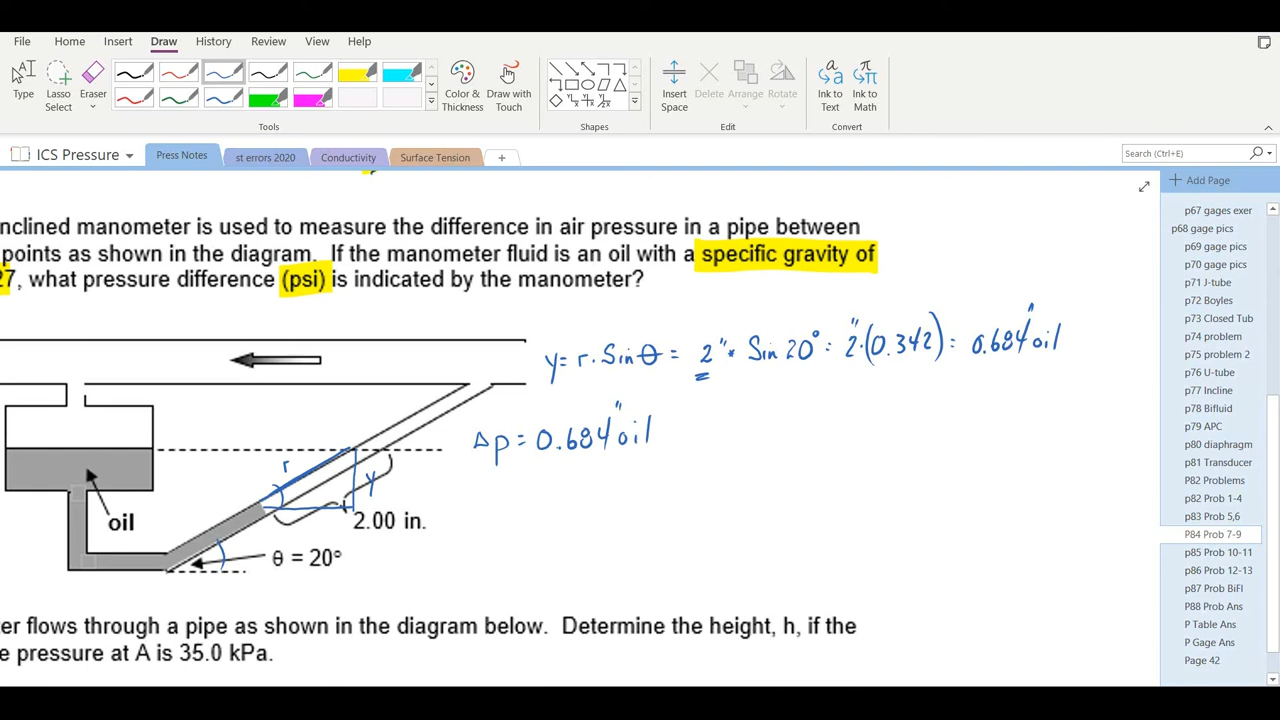 File Home Insert Draw History Review View Help
Type Lasso Select Eraser Color & Thickness Draw with Touch Insert Space Delete Arrange Rotate Ink to Text Ink to Math
Tools Shapes Edit Convert
ICS Pressure Press Notes st errors 2020 Conductivity Surface Tension + Search (Ctrl+E)
Add Page
p67 gages exer
p68 gage pics
p69 gage pics
p70 gage pics
p71 J-tube
p72 Boyles
p73 Closed Tub
p74 problem
p75 problem 2
p76 U-tube
p77 Incline
p78 Bifluid
p79 APC
p80 diaphragm
p81 Transducer
P82 Problems
p82 Prob 1-4
p83 Prob 5,6
P84 Prob 7-9
p85 Prob 10-11
p86 Prob 12-13
p87 Prob BiFl
P88 Prob Ans
P Table Ans
P Gage Ans
Page 42
nclined manometer is used to measure the difference in air pressure in a pipe between
points as shown in the diagram. If the manometer fluid is an oil with a specific gravity of
27, what pressure difference (psi) is indicated by the manometer?
y = r · Sin θ = 2" * Sin 20° = 2" · (0.342) = 0.684" oil
Δp = 0.684" oil
r
y
oil
2.00 in.
θ = 20°
ter flows through a pipe as shown in the diagram below. Determine the height, h, if the
e pressure at A is 35.0 kPa.